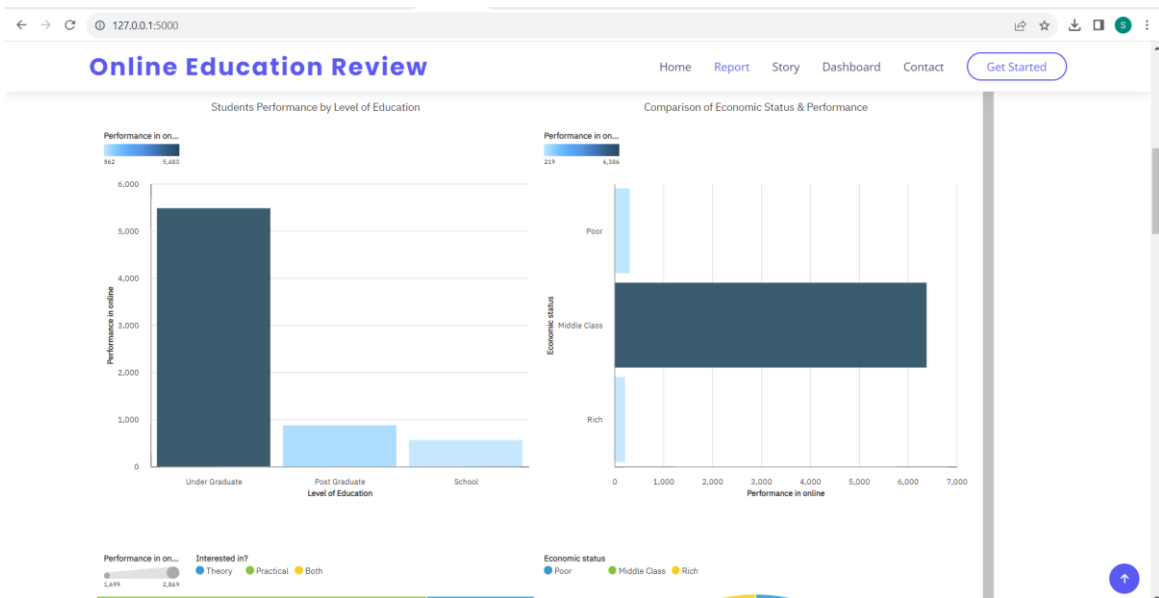 127.0.0.1:5000
S
Online Education Review
Home Report Story Dashboard Contact Get Started
Students Performance by Level of Education
Performance in on...
562 5,480
6,000
5,000
4,000
3,000
2,000
1,000
0
Performance in online
Under Graduate Post Graduate School
Level of Education
Comparison of Economic Status & Performance
Performance in on...
219 6,386
Economic status
Poor
Middle Class
Rich
0 1,000 2,000 3,000 4,000 5,000 6,000 7,000
Performance in online
Performance in on...
1,699 2,869
Interested in?
Theory Practical Both
Economic status
Poor Middle Class Rich